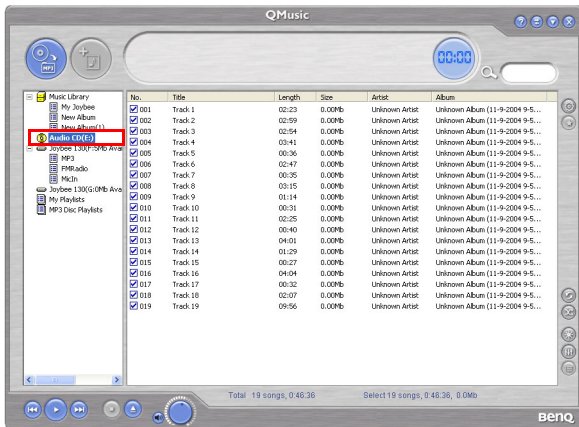 QMusic
MP3
00:00
Music Library
My Joybee
New Album
New Album(1)
Audio CD(E:)
Joybee 130(F:5Mb Avai
MP3
FMRadio
MicIn
Joybee 130(G:0Mb Ava
My Playlists
MP3 Disc Playlists
No. Title Length Size Artist Album
001 Track 1 02:23 0.00Mb Unknown Artist Unknown Album (11-9-2004 9-5...
002 Track 2 02:59 0.00Mb Unknown Artist Unknown Album (11-9-2004 9-5...
003 Track 3 02:54 0.00Mb Unknown Artist Unknown Album (11-9-2004 9-5...
004 Track 4 03:41 0.00Mb Unknown Artist Unknown Album (11-9-2004 9-5...
005 Track 5 00:36 0.00Mb Unknown Artist Unknown Album (11-9-2004 9-5...
006 Track 6 02:47 0.00Mb Unknown Artist Unknown Album (11-9-2004 9-5...
007 Track 7 00:35 0.00Mb Unknown Artist Unknown Album (11-9-2004 9-5...
008 Track 8 03:15 0.00Mb Unknown Artist Unknown Album (11-9-2004 9-5...
009 Track 9 01:14 0.00Mb Unknown Artist Unknown Album (11-9-2004 9-5...
010 Track 10 00:31 0.00Mb Unknown Artist Unknown Album (11-9-2004 9-5...
011 Track 11 02:25 0.00Mb Unknown Artist Unknown Album (11-9-2004 9-5...
012 Track 12 00:40 0.00Mb Unknown Artist Unknown Album (11-9-2004 9-5...
013 Track 13 04:01 0.00Mb Unknown Artist Unknown Album (11-9-2004 9-5...
014 Track 14 01:29 0.00Mb Unknown Artist Unknown Album (11-9-2004 9-5...
015 Track 15 00:27 0.00Mb Unknown Artist Unknown Album (11-9-2004 9-5...
016 Track 16 04:04 0.00Mb Unknown Artist Unknown Album (11-9-2004 9-5...
017 Track 17 00:32 0.00Mb Unknown Artist Unknown Album (11-9-2004 9-5...
018 Track 18 02:07 0.00Mb Unknown Artist Unknown Album (11-9-2004 9-5...
019 Track 19 09:56 0.00Mb Unknown Artist Unknown Album (11-9-2004 9-5...
Total 19 songs, 0:46:36 Select 19 songs, 0:46:36, 0.0Mb
BenQ